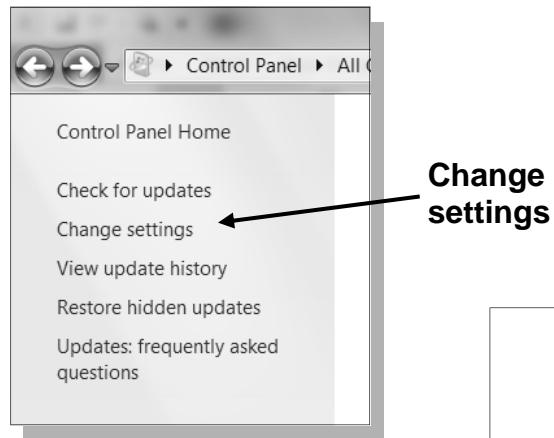 Control Panel ▸ All
Control Panel Home
Check for updates
Change settings
View update history
Restore hidden updates
Updates: frequently asked
questions
Change
settings